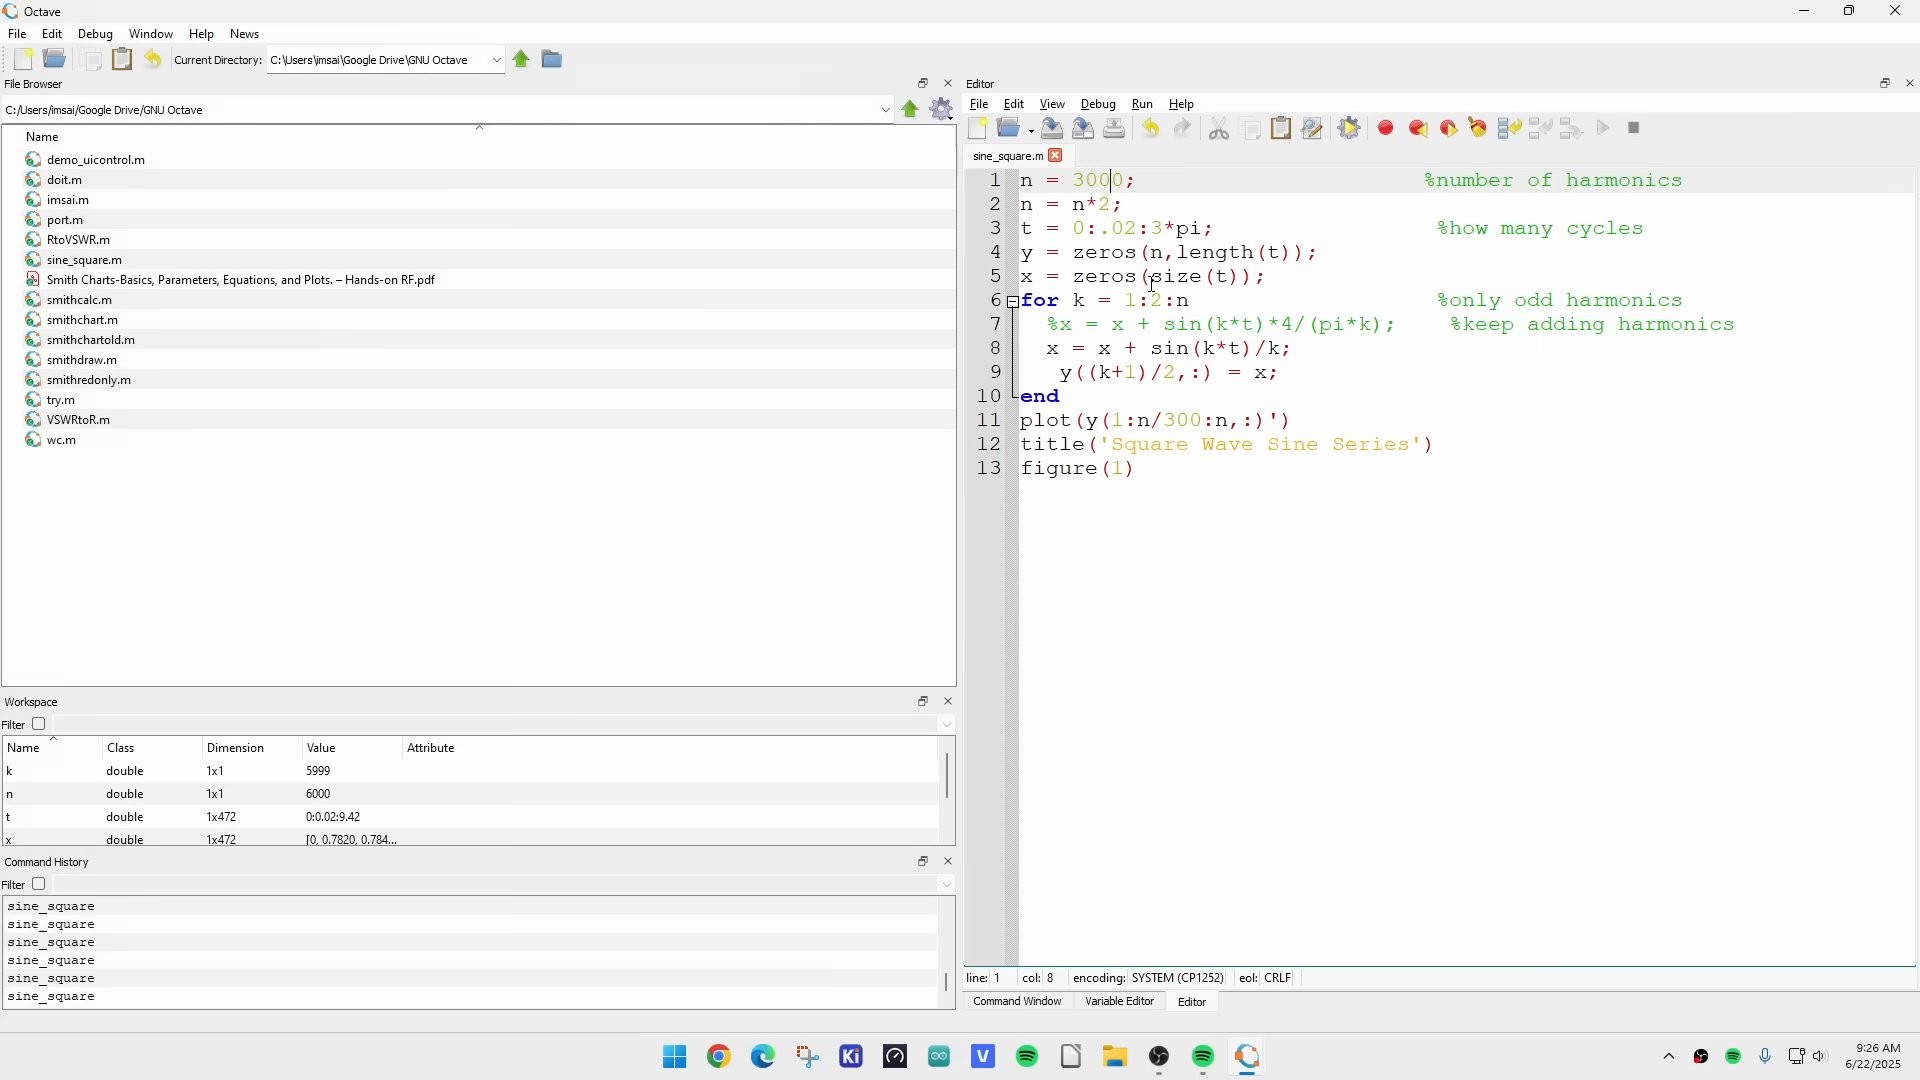 Octave
File Edit Debug Window Help News
Current Directory: C:\Users\imsai\Google Drive\GNU Octave
File Browser
C:/Users/imsai/Google Drive/GNU Octave
Name
demo_uicontrol.m
doit.m
imsai.m
port.m
RtoVSWR.m
sine_square.m
Smith Charts-Basics, Parameters, Equations, and Plots. – Hands-on RF.pdf
smithcalc.m
smithchart.m
smithchartold.m
smithdraw.m
smithredonly.m
try.m
VSWRtoR.m
wc.m
Workspace
Filter
Name Class Dimension Value Attribute
k double 1x1 5999
n double 1x1 6000
t double 1x472 0:0.02:9.42
x double 1x472 [0, 0.7820, 0.784...
Command History
Filter
sine_square
sine_square
sine_square
sine_square
sine_square
sine_square
Editor
File Edit View Debug Run Help
sine_square.m
1 n = 3000; %number of harmonics
2 n = n*2;
3 t = 0:.02:3*pi; %how many cycles
4 y = zeros(n,length(t));
5 x = zeros(size(t));
6 for k = 1:2:n %only odd harmonics
7 %x = x + sin(k*t)*4/(pi*k); %keep adding harmonics
8 x = x + sin(k*t)/k;
9 y((k+1)/2,:) = x;
10 end
11 plot(y(1:n/300:n,:)')
12 title('Square Wave Sine Series')
13 figure(1)
line: 1 col: 8 encoding: SYSTEM (CP1252) eol: CRLF
Command Window Variable Editor Editor
Ki
V
9:26 AM
6/22/2025